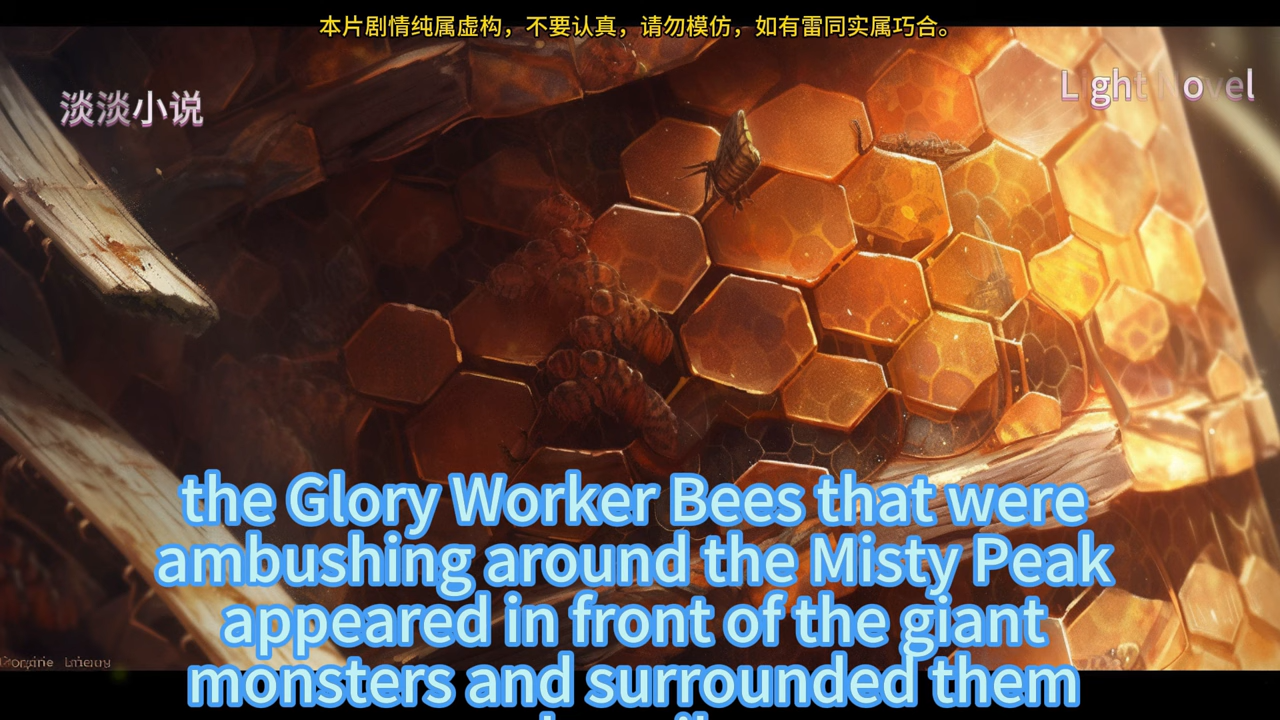 本片剧情纯属虚构，不要认真，请勿模仿，如有雷同实属巧合。
淡淡小说
Light Novel
the Glory Worker Bees that were
ambushing around the Misty Peak
appeared in front of the giant
monsters and surrounded them